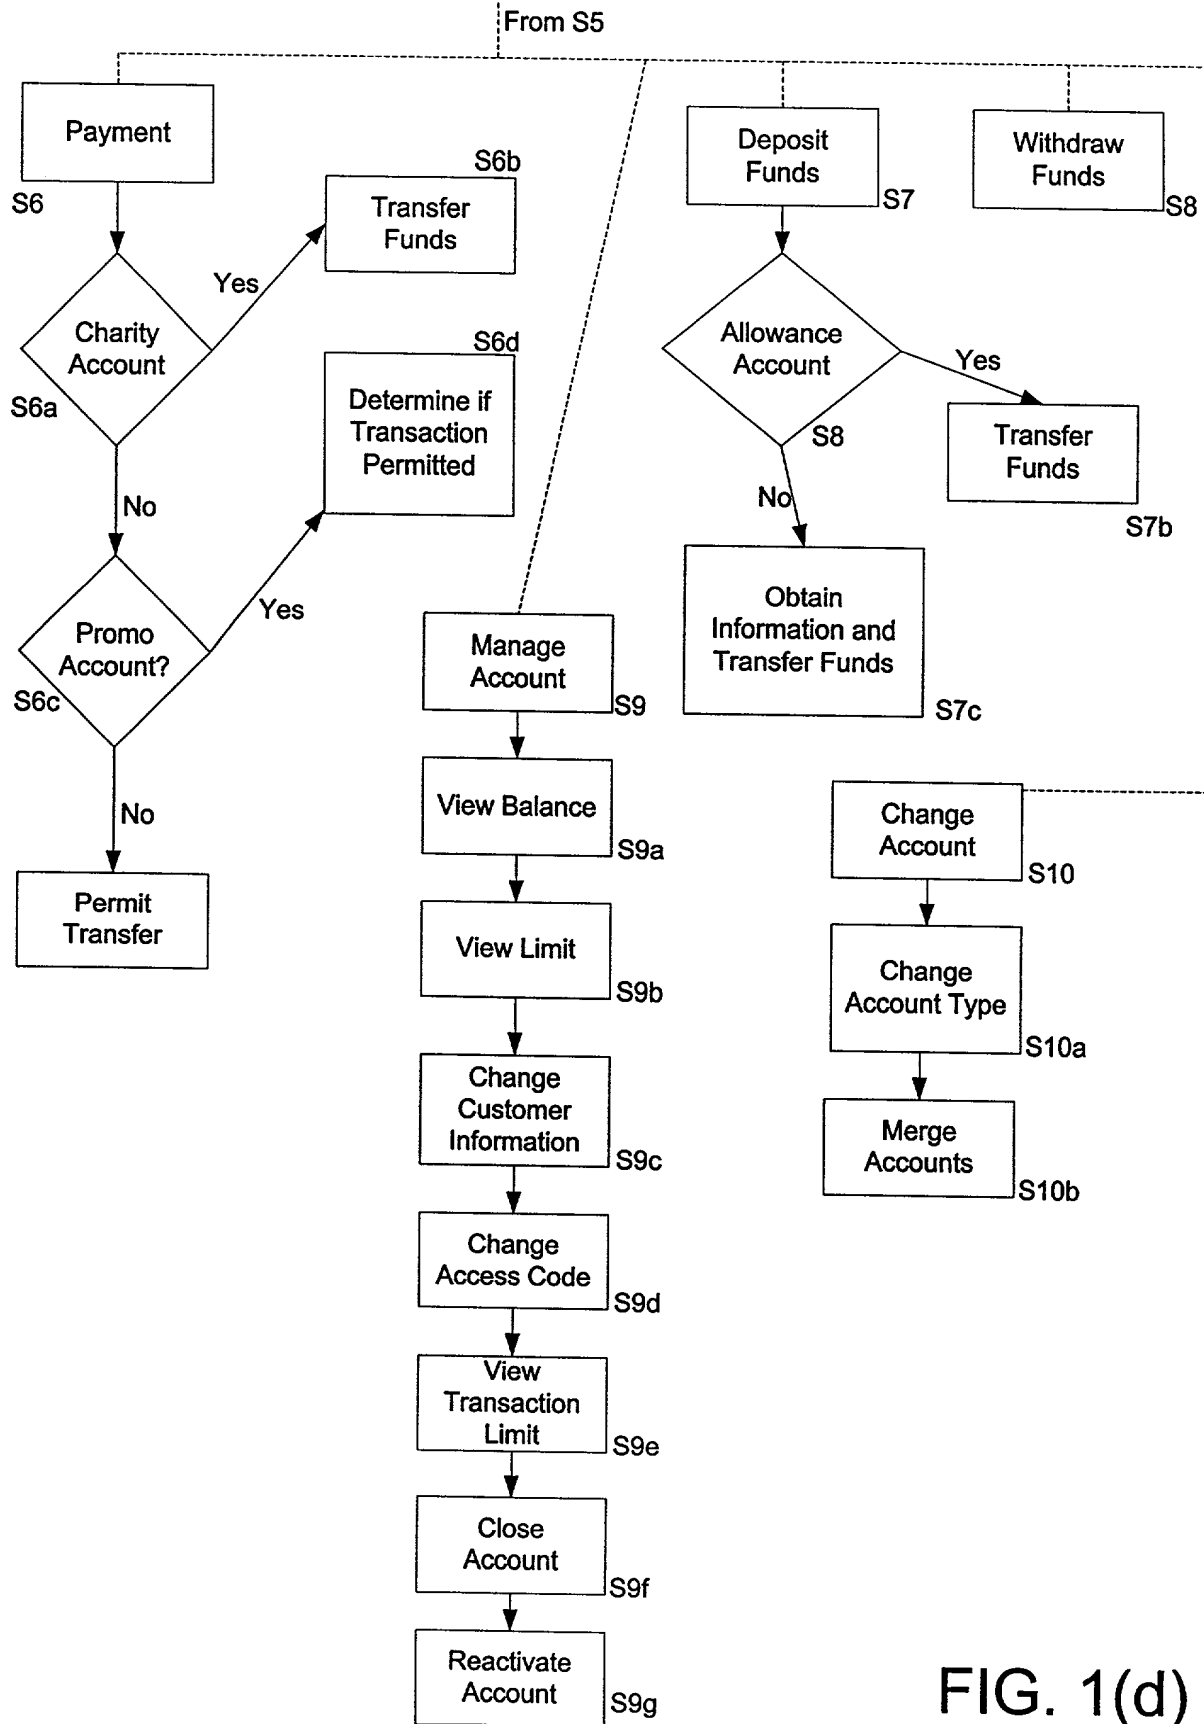 From S5
Payment
S6
Charity
Account
S6a
Yes
S6b
Transfer
Funds
No
Promo
Account?
S6c
Yes
S6d
Determine if
Transaction
Permitted
No
Permit
Transfer
Manage
Account
S9
View Balance
S9a
View Limit
S9b
Change
Customer
Information
S9c
Change
Access Code
S9d
View
Transaction
Limit
S9e
Close
Account
S9f
Reactivate
Account
S9g
Deposit
Funds
S7
Allowance
Account
S8
Yes
Transfer
Funds
S7b
No
Obtain
Information and
Transfer Funds
S7c
Withdraw
Funds
S8
Change
Account
S10
Change
Account Type
S10a
Merge
Accounts
S10b
FIG. 1(d)